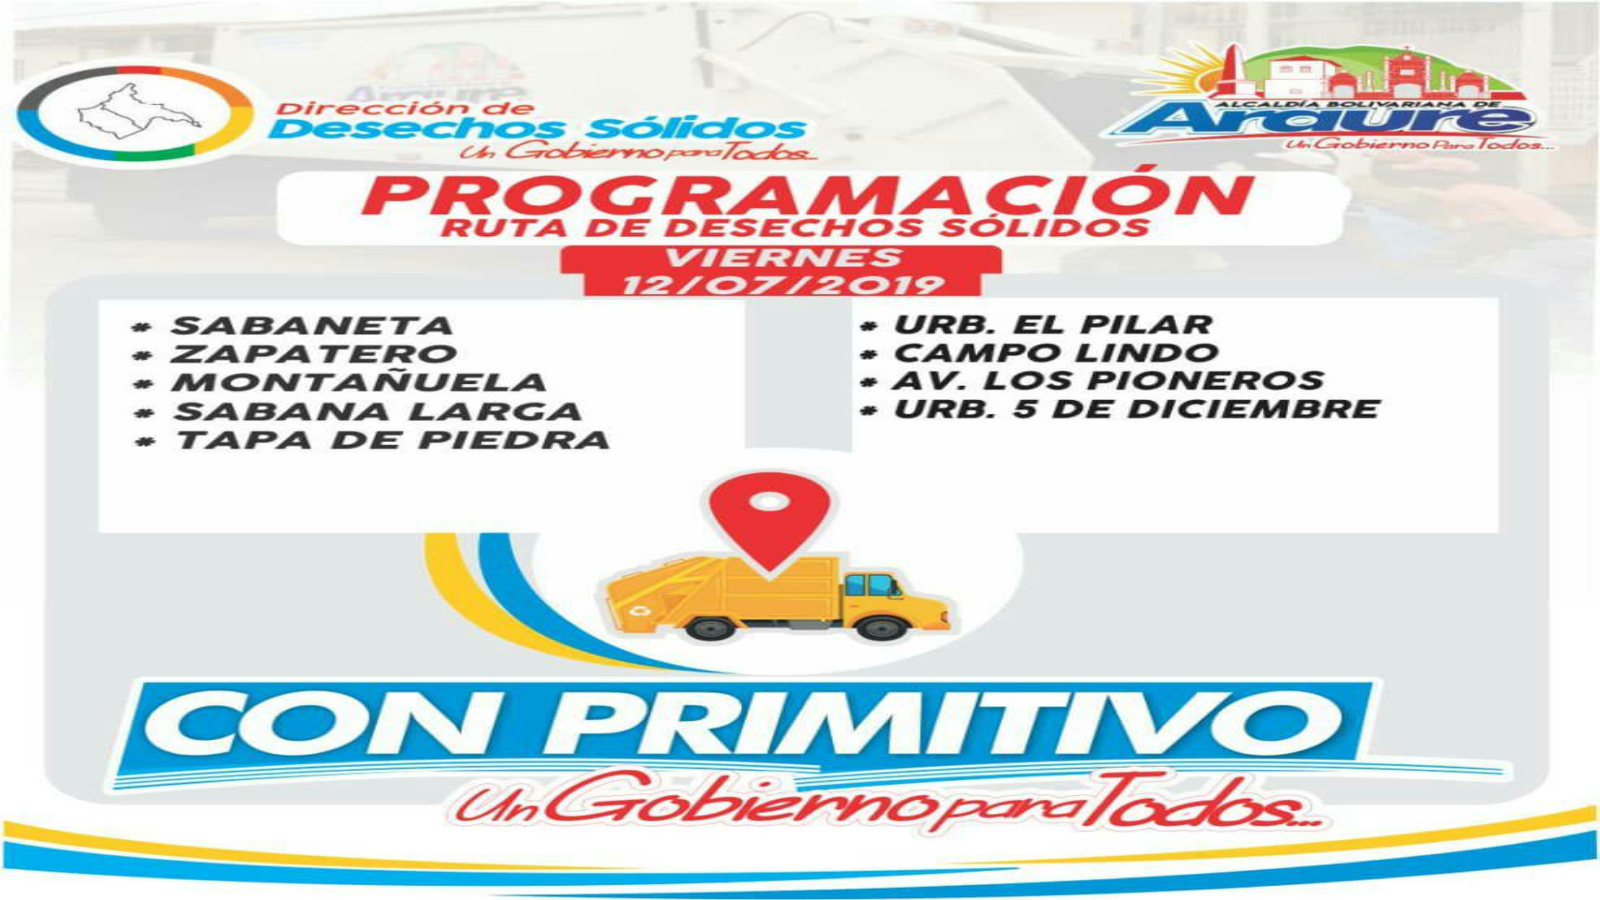 Dirección de
Desechos Sólidos
Un Gobierno para Todos...
ALCALDÍA BOLIVARIANA DE
Araure
Un Gobierno Para Todos...
Araure
PROGRAMACIÓN
RUTA DE DESECHOS SÓLIDOS
VIERNES
12/07/2019
* SABANETA
* ZAPATERO
* MONTAÑUELA
* SABANA LARGA
* TAPA DE PIEDRA
* URB. EL PILAR
* CAMPO LINDO
* AV. LOS PIONEROS
* URB. 5 DE DICIEMBRE
CON PRIMITIVO
Un Gobierno para Todos...